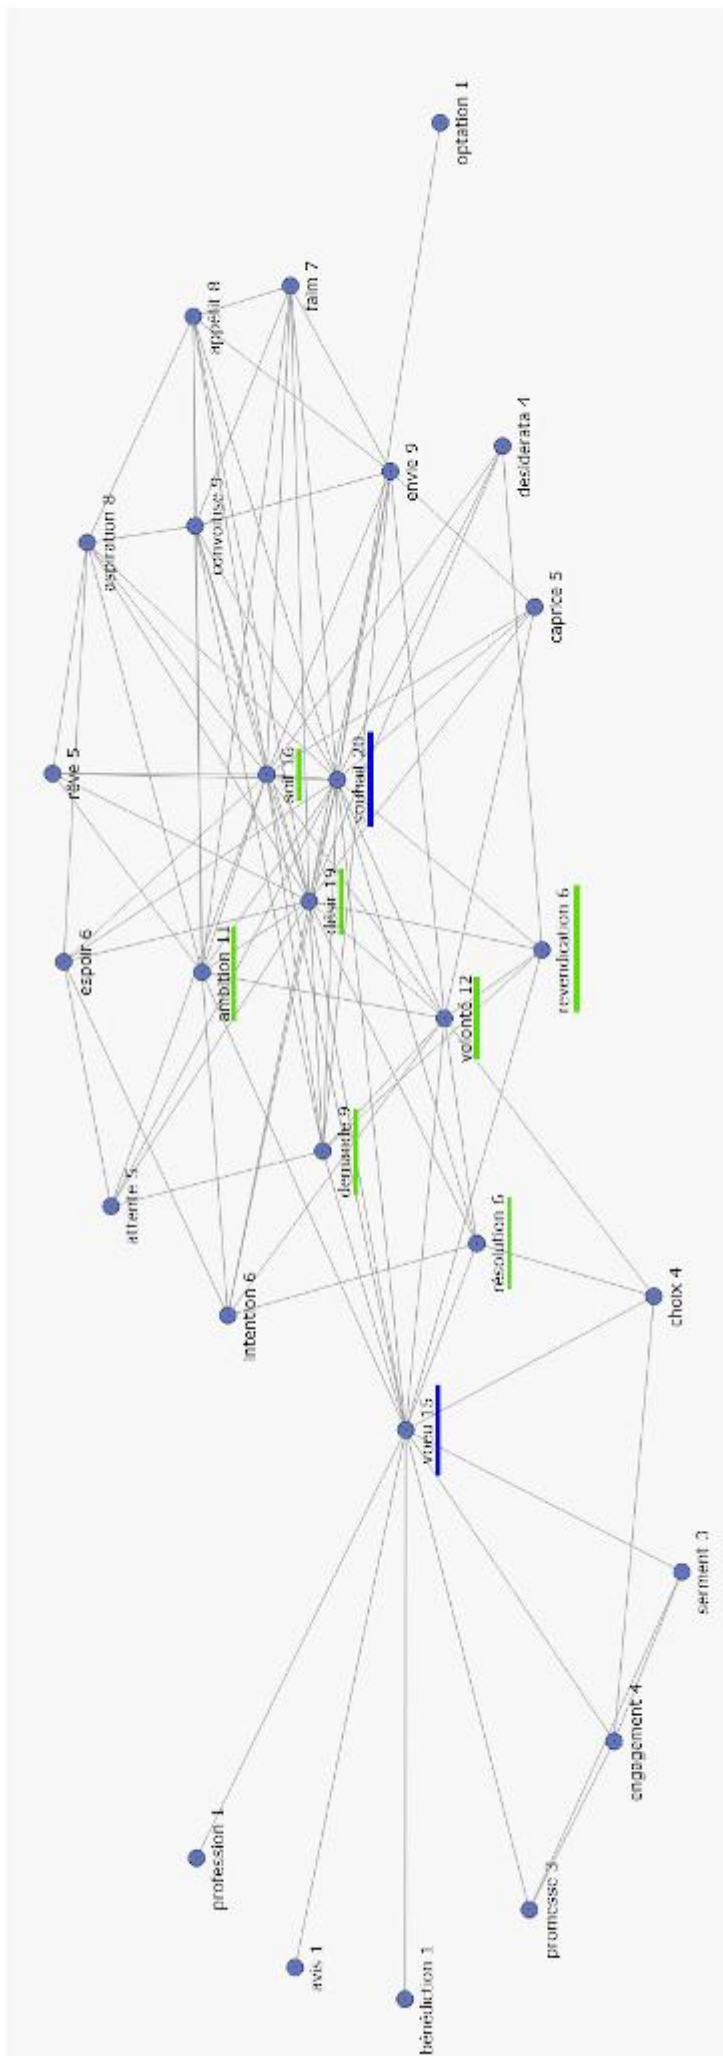 optation 1
faim 7
appétit 8
desiderata 4
envie 9
convoitise 9
aspiration 8
caprice 5
rêve 5
soif 10
souhait 20
désir 19
revendication 6
espoir 6
ambition 11
volonté 12
demande 9
attente 5
résolution 6
intention 6
choix 4
voeu 15
serment 3
engagement 4
profession 1
promesse 3
avis 1
bénédiction 1